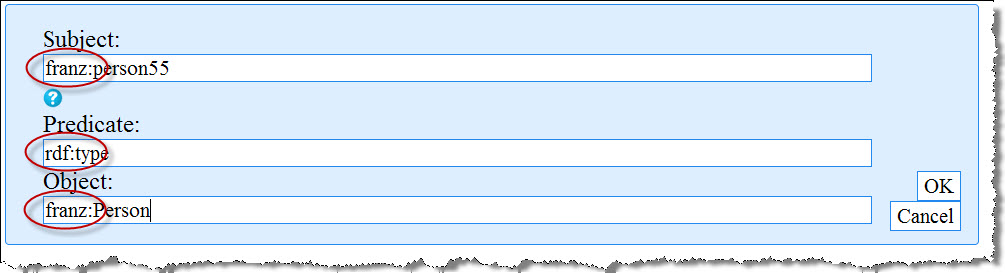 Subject:
franz:person55
?
Predicate:
rdf:type
Object:
franz:Person
OK
Cancel